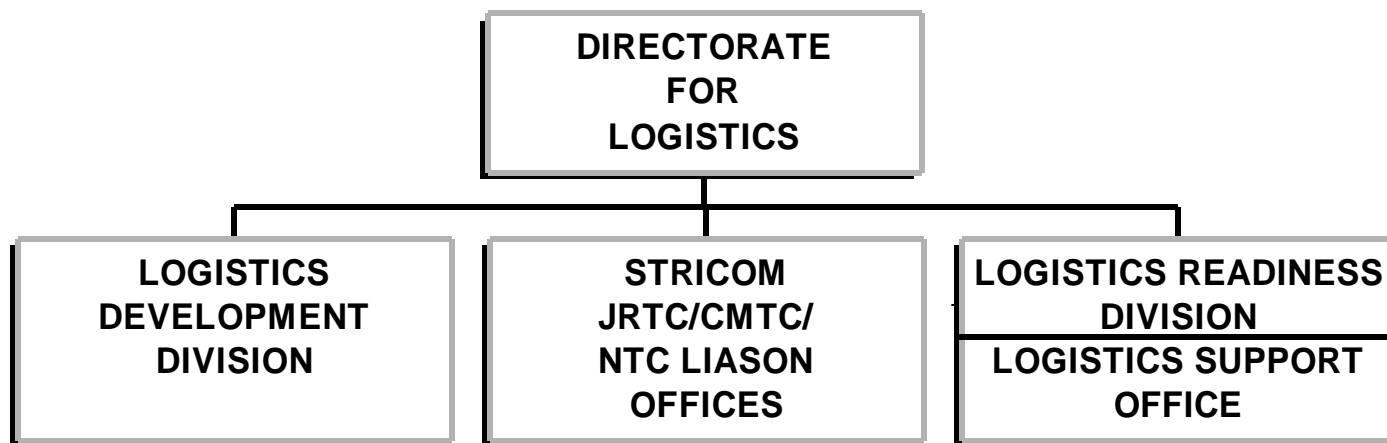 DIRECTORATE
FOR
LOGISTICS
LOGISTICS
DEVELOPMENT
DIVISION
STRICOM
JRTC/CMTC/
NTC LIASON
OFFICES
LOGISTICS READINESS
DIVISION
LOGISTICS SUPPORT
OFFICE